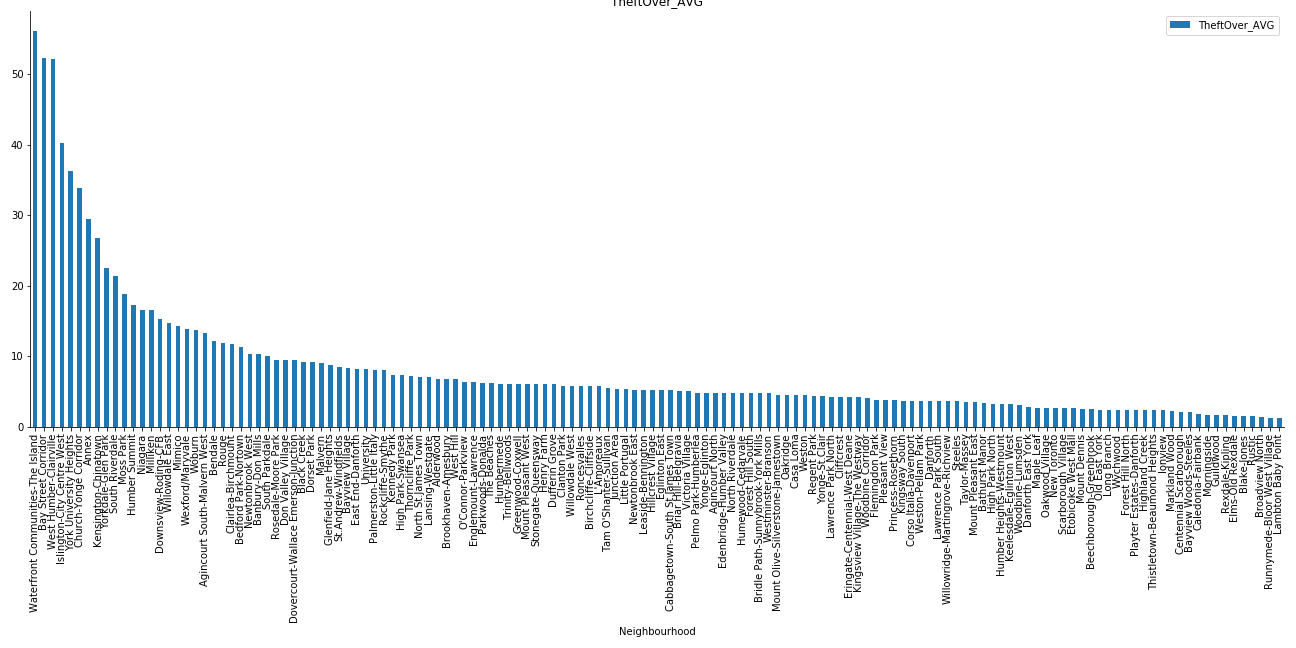 TheftOver_AVG
TheftOver_AVG
50
40
30
20
10
0
Waterfront Communities-The Island
Bay Street Corridor
West Humber-Clairville
Islington-City Centre West
York University Heights
Church-Yonge Corridor
Annex
Kensington-Chinatown
Yorkdale-Glen Park
South Riverdale
Moss Park
Humber Summit
Niagara
Milliken
Downsview-Roding-CFB
Willowdale East
Mimico
Wexford/Maryvale
Woburn
Agincourt South-Malvern West
Bendale
Rouge
Clairlea-Birchmount
Bedford Park-Nortown
Newtonbrook West
Banbury-Don Mills
South Parkdale
Rosedale-Moore Park
Don Valley Village
Dovercourt-Wallace Emerson-Junction
Black Creek
Dorset Park
Malvern
Glenfield-Jane Heights
St.Andrew-Windfields
Bayview Village
East End-Danforth
University
Palmerston-Little Italy
Rockcliffe-Smythe
Kennedy Park
High Park-Swansea
Thorncliffe Park
North St.James Town
Lansing-Westgate
Alderwood
Brookhaven-Amesbury
West Hill
O'Connor-Parkview
Englemount-Lawrence
Parkwoods-Donalda
The Beaches
Humbermede
Trinity-Bellwoods
Greenwood-Coxwell
Mount Pleasant West
Stonegate-Queensway
Henry Farm
Dufferin Grove
Clanton Park
Willowdale West
Roncesvalles
Birchcliffe-Cliffside
L'Amoreaux
Tam O'Shanter-Sullivan
Junction Area
Little Portugal
Newtonbrook East
Leaside-Bennington
Hillcrest Village
Eglinton East
Cabbagetown-South St.James Town
Briar Hill-Belgravia
Victoria Village
Pelmo Park-Humberlea
Yonge-Eglinton
Agincourt North
Edenbridge-Humber Valley
North Riverdale
Humewood-Cedarvale
Forest Hill South
Bridle Path-Sunnybrook-York Mills
Westminster-Branson
Mount Olive-Silverstone-Jamestown
Oakridge
Casa Loma
Weston
Regent Park
Yonge-St.Clair
Lawrence Park North
Cliffcrest
Eringate-Centennial-West Deane
Kingsview Village-The Westway
Woodbine Corridor
Flemingdon Park
Pleasant View
Princess-Rosethorn
Kingsway South
Corso Italia-Davenport
Weston-Pellam Park
Danforth
Lawrence Park South
Willowridge-Martingrove-Richview
Steeles
Taylor-Massey
Mount Pleasant East
Bathurst Manor
High Park North
Humber Heights-Westmount
Keelesdale-Eglinton West
Woodbine-Lumsden
Danforth East York
Maple Leaf
Oakwood Village
New Toronto
Scarborough Village
Etobicoke West Mall
Mount Dennis
Beechborough-Greenbrook
Old East York
Long Branch
Wychwood
Forest Hill North
Playter Estates-Danforth
Highland Creek
Thistletown-Beaumond Heights
Ionview
Markland Wood
Centennial Scarborough
Bayview Woods-Steeles
Caledonia-Fairbank
Morningside
Guildwood
Rexdale-Kipling
Elms-Old Rexdale
Blake-Jones
Rustic
Broadview North
Runnymede-Bloor West Village
Lambton Baby Point
Neighbourhood